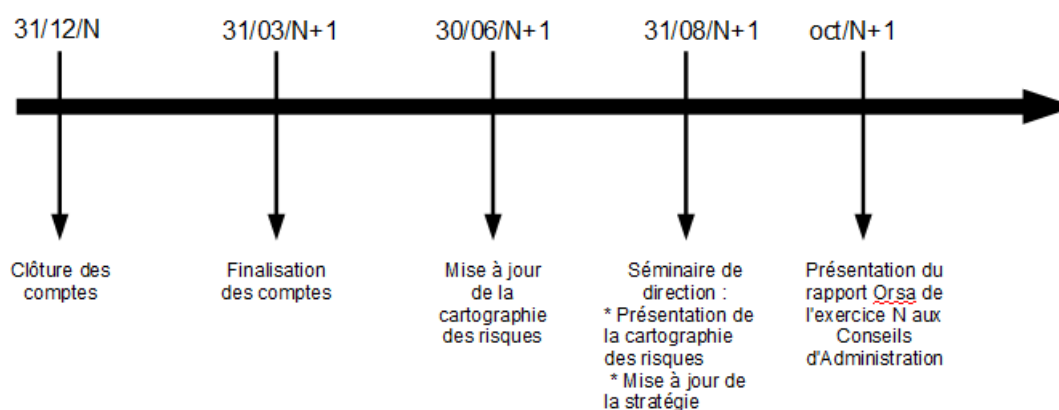 31/12/N
31/03/N+1
30/06/N+1
31/08/N+1
oct/N+1
Clôture des
comptes
Finalisation
des comptes
Mise à jour
de la
cartographie
des risques
Séminaire de
direction :
* Présentation de
la cartographie
des risques
* Mise à jour de
la stratégie
Présentation du
rapport Orsa de
l'exercice N aux
Conseils
d'Administration